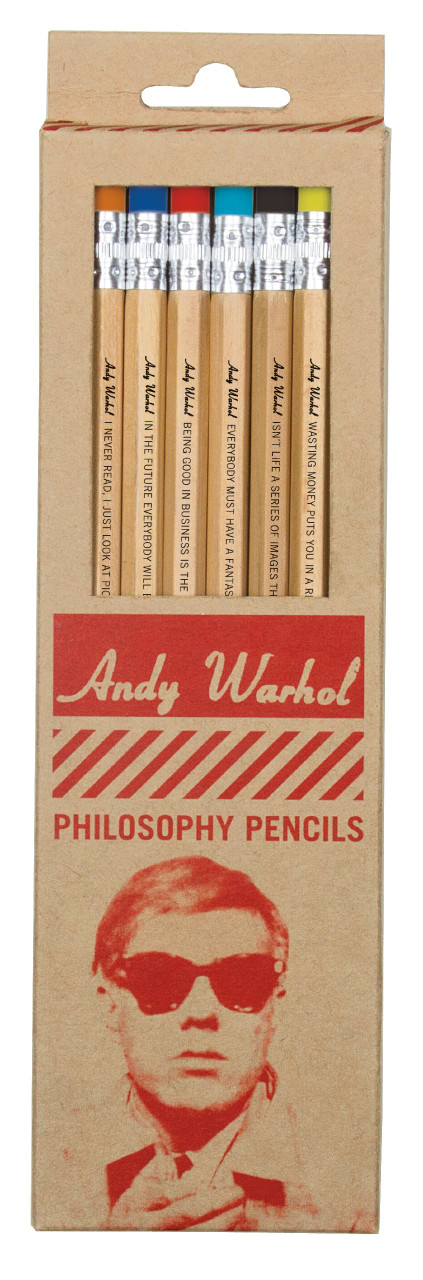 Andy Warhol I NEVER READ, I JUST LOOK AT PIC
Andy Warhol IN THE FUTURE EVERYBODY WILL B
Andy Warhol BEING GOOD IN BUSINESS IS THE
Andy Warhol EVERYBODY MUST HAVE A FANTAS
Andy Warhol ISN'T LIFE A SERIES OF IMAGES TH
Andy Warhol WASTING MONEY PUTS YOU IN A R
Andy Warhol
PHILOSOPHY PENCILS